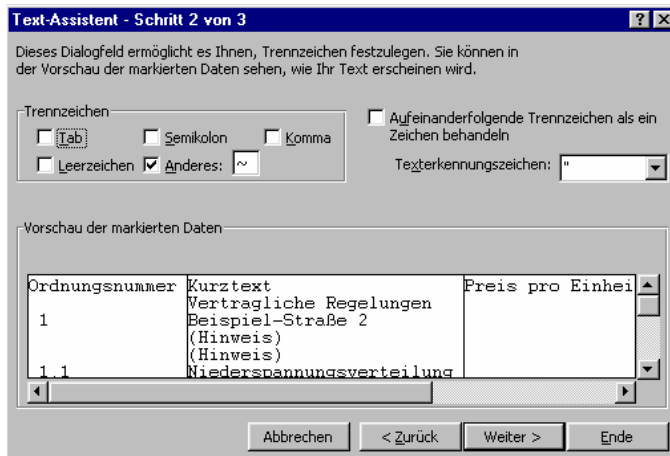 Text-Assistent - Schritt 2 von 3
Dieses Dialogfeld ermöglicht es Ihnen, Trennzeichen festzulegen. Sie können in
der Vorschau der markierten Daten sehen, wie Ihr Text erscheinen wird.
Trennzeichen
Tab Semikolon Komma
Leerzeichen Anderes: ~
Aufeinanderfolgende Trennzeichen als ein
Zeichen behandeln
Texterkennungszeichen: "
Vorschau der markierten Daten
Ordnungsnummer Kurztext Preis pro Einhei
Vertragliche Regelungen
1 Beispiel-Straße 2
(Hinweis)
(Hinweis)
1.1 Niederspannungsverteilung
Abbrechen < Zurück Weiter > Ende